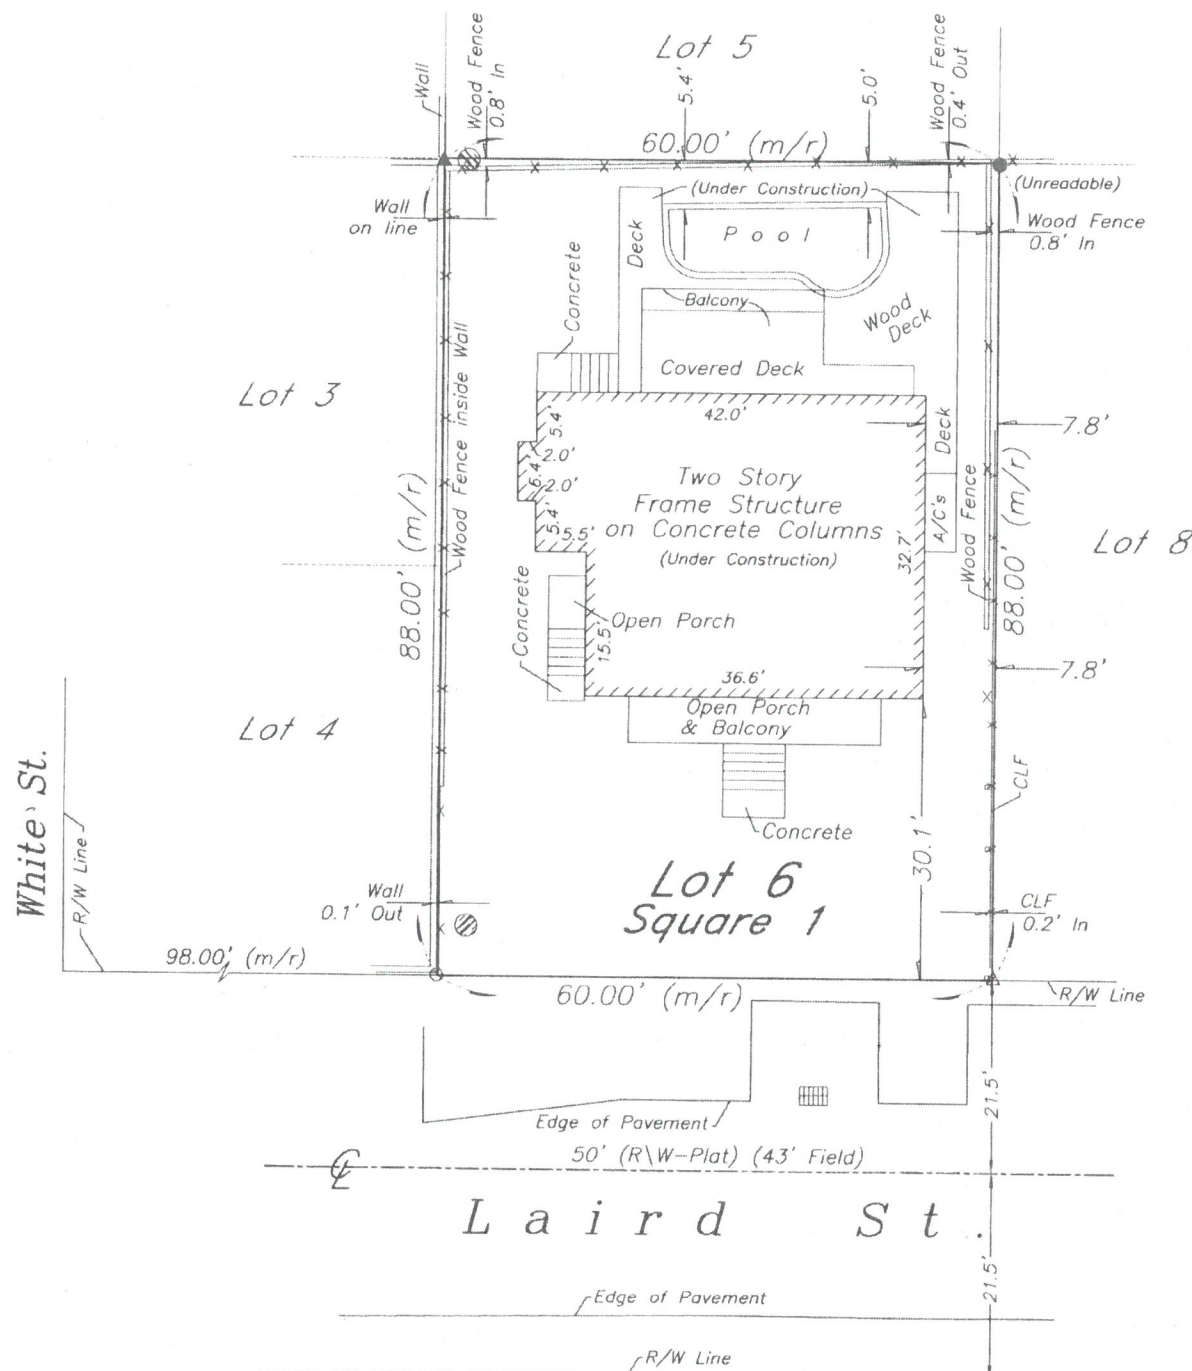 Lot 5
Wall
Wood Fence
0.8' In
5.4'
5.0'
Wood Fence
0.4' Out
60.00' (m/r)
(Unreadable)
(Under Construction)
Wall
on line
Wood Fence
0.8' In
Pool
Deck
Concrete
Balcony
Wood
Deck
Covered Deck
Lot 3
Wood Fence inside Wall
42.0'
5.4'
2.0'
6.4'
2.0'
5.4'
5.5'
Two Story
Frame Structure
on Concrete Columns
(Under Construction)
32.7'
Deck
A/C's
Wood Fence
7.8'
88.00' (m/r)
88.00' (m/r)
Lot 8
Concrete
Open Porch
15.5'
36.6'
7.8'
Open Porch
& Balcony
Lot 4
White St.
R/W Line
CLF
Concrete
30.1'
Lot 6
Square 1
Wall
0.1' Out
CLF
0.2' In
98.00' (m/r)
60.00' (m/r)
R/W Line
21.5'
Edge of Pavement
50' (R\W-Plat) (43' Field)
℄
Laird St.
21.5'
Edge of Pavement
R/W Line